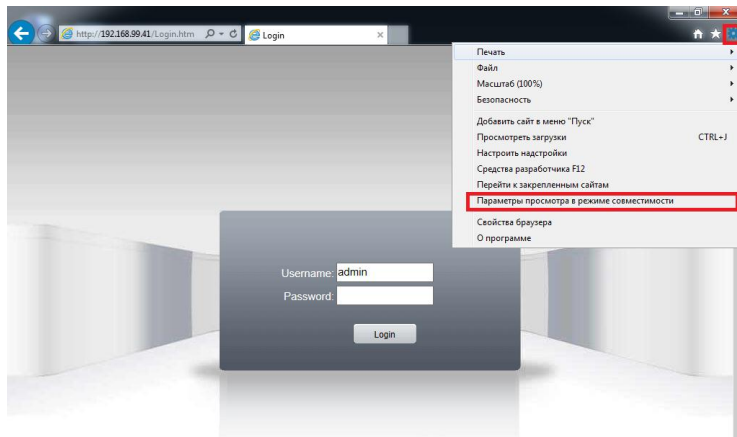 http://192.168.99.41/Login.htm
Login
Печать
Файл
Масштаб (100%)
Безопасность
Добавить сайт в меню "Пуск"
Просмотреть загрузки CTRL+J
Настроить надстройки
Средства разработчика F12
Перейти к закрепленным сайтам
Параметры просмотра в режиме совместимости
Свойства браузера
О программе
Username: admin
Password:
Login